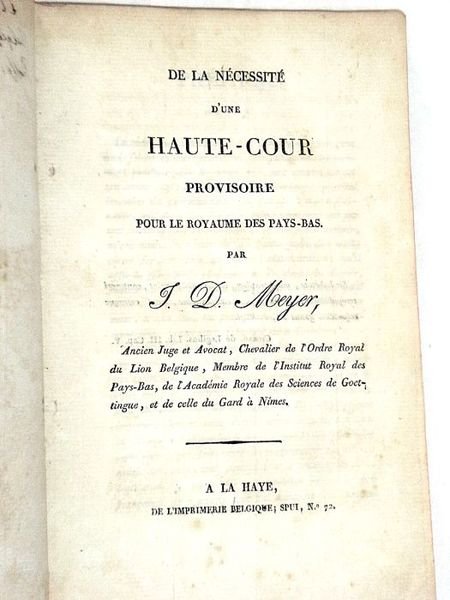 DE LA NÉCESSITÉ
D'UNE
HAUTE-COUR
PROVISOIRE
POUR LE ROYAUME DES PAYS-BAS.
PAR
J. D. Meyer,
Ancien Juge et Avocat, Chevalier de l'Ordre Royal
du Lion Belgique, Membre de l'Institut Royal des
Pays-Bas, de l'Académie Royale des Sciences de Goet-
tingue, et de celle du Gard à Nîmes.
A LA HAYE,
DE L'IMPRIMERIE BELGIQUE; SPUI, N.º 72.